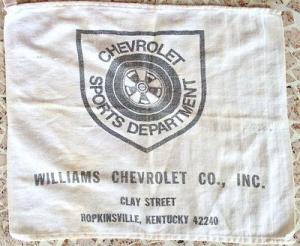 CHEVROLET
SPORTS DEPARTMENT
WILLIAMS CHEVROLET CO., INC.
CLAY STREET
HOPKINSVILLE, KENTUCKY 42240